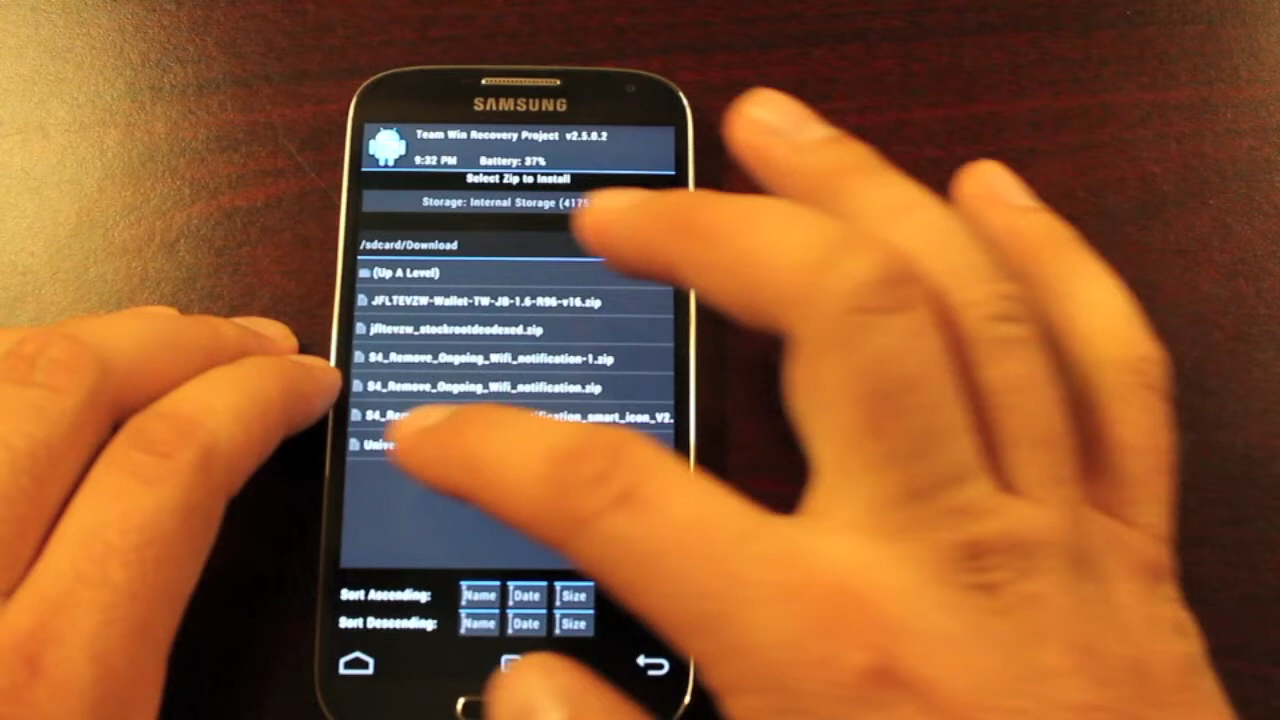 SAMSUNG
Team Win Recovery Project v2.5.0.2
9:32 PM Battery: 37%
Select Zip to Install
Storage: Internal Storage
/sdcard/Download
(Up A Level)
JFLTEVZW-Wallet-TW-JB-1.6-R96-v16.zip
jfltevzw_stockrootdeodexed.zip
S4_Remove_Ongoing_Wifi_notification-1.zip
S4_Remove_Ongoing_Wifi_notification.zip
Sort Ascending: Name Date Size
Sort Descending: Name Date Size